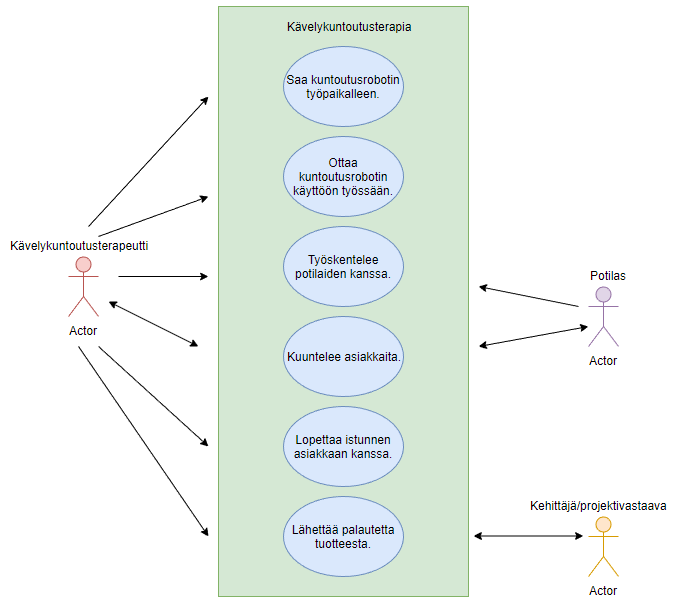 Kävelykuntoutusterapia
Saa kuntoutusrobotin
työpaikalleen.
Ottaa
kuntoutusrobotin
käyttöön työssään.
Kävelykuntoutusterapeutti
Actor
Työskentelee
potilaiden kanssa.
Potilas
Actor
Kuuntelee asiakkaita.
Lopettaa istunnen
asiakkaan kanssa.
Lähettää palautetta
tuotteesta.
Kehittäjä/projektivastaava
Actor